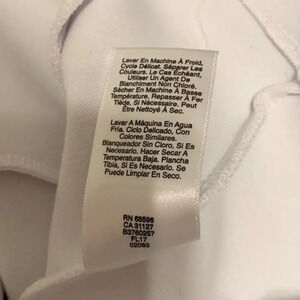 Laver En Machine À Froid,
Cycle Délicat. Séparer Les
Couleurs. Le Cas Échéant,
Utiliser Un Agent De
Blanchiment Non Chloré.
Sécher En Machine À Basse
Température. Repasser À Fer
Tiède, Si Nécessaire. Peut
Être Nettoyé À Sec.
Lavar A Máquina En Agua
Fría. Ciclo Delicado, Con
Colores Similares.
Blanqueador Sin Cloro, Si Es
Necesario. Hacer Secar A
Temperatura Baja. Plancha
Tibia, Si Es Necesario. Se
Puede Limpiar En Seco.
RN 68596
CA 31127
B3760257
FL17
02082